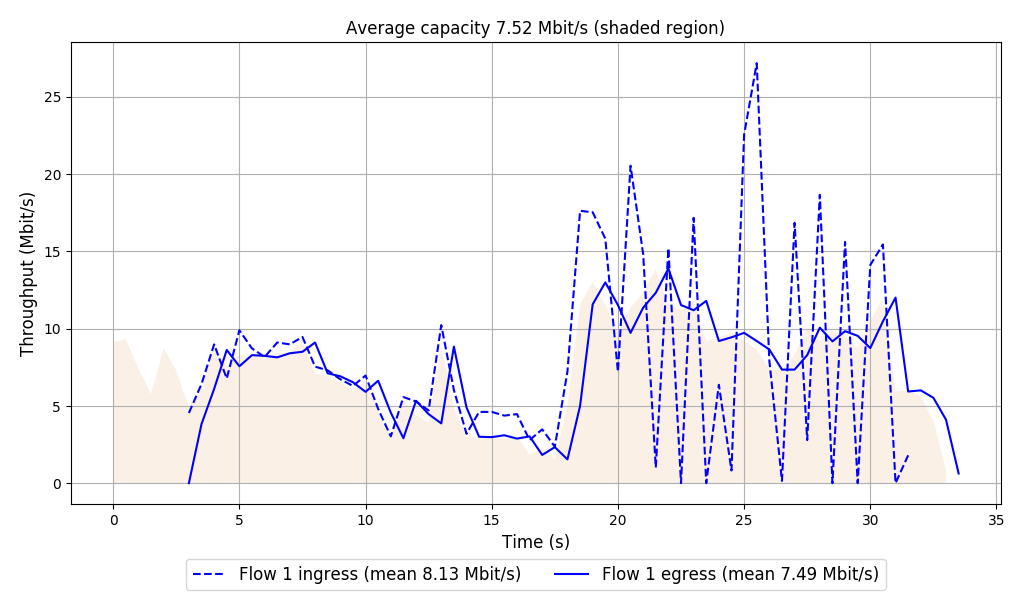 Average capacity 7.52 Mbit/s (shaded region)
Throughput (Mbit/s)
25
20
15
10
5
0
0 5 10 15 20 25 30 35
Time (s)
Flow 1 ingress (mean 8.13 Mbit/s) Flow 1 egress (mean 7.49 Mbit/s)